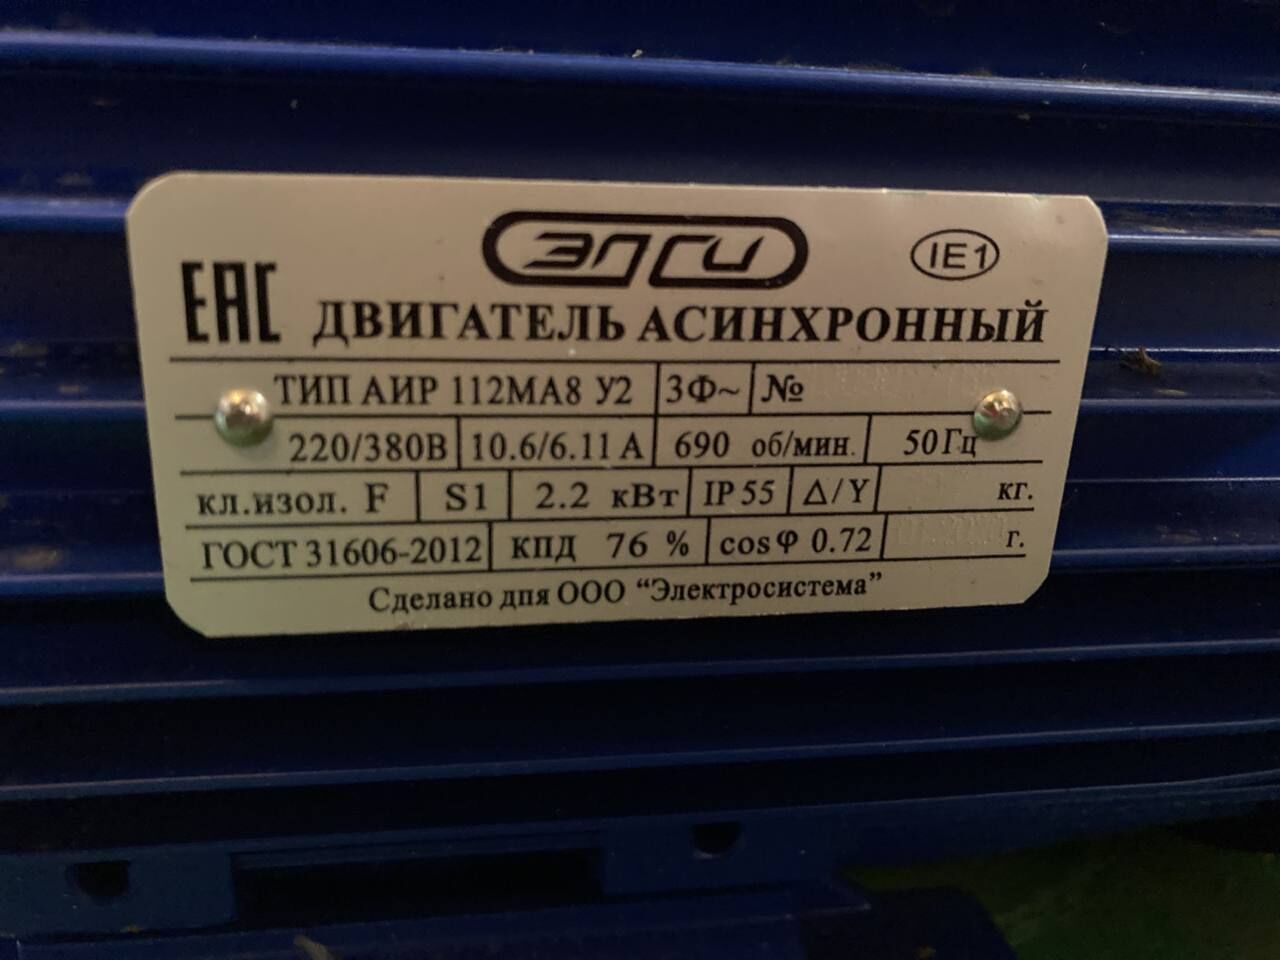 ЭЛСИ
IE1
EAC
ДВИГАТЕЛЬ АСИНХРОННЫЙ
ТИП АИР 112МА8 У2 3Ф~ №
220/380В 10.6/6.11 А 690 об/мин. 50Гц
кл.изол. F S1 2.2 кВт IP 55 Δ/Y кг.
ГОСТ 31606-2012 КПД 76 % cosφ 0.72 г.
Сделано дпя ООО “Электросистема”